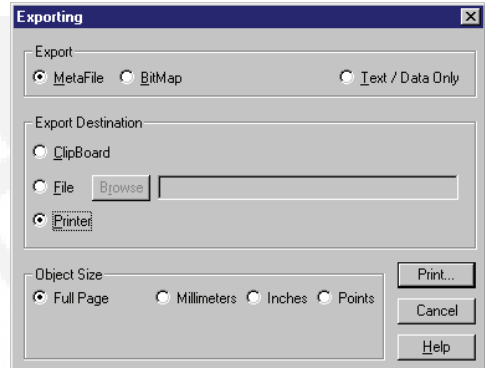 Exporting
Export
MetaFile BitMap Text / Data Only
Export Destination
ClipBoard
File Browse
Printer
Object Size
Full Page Millimeters Inches Points
Print...
Cancel
Help